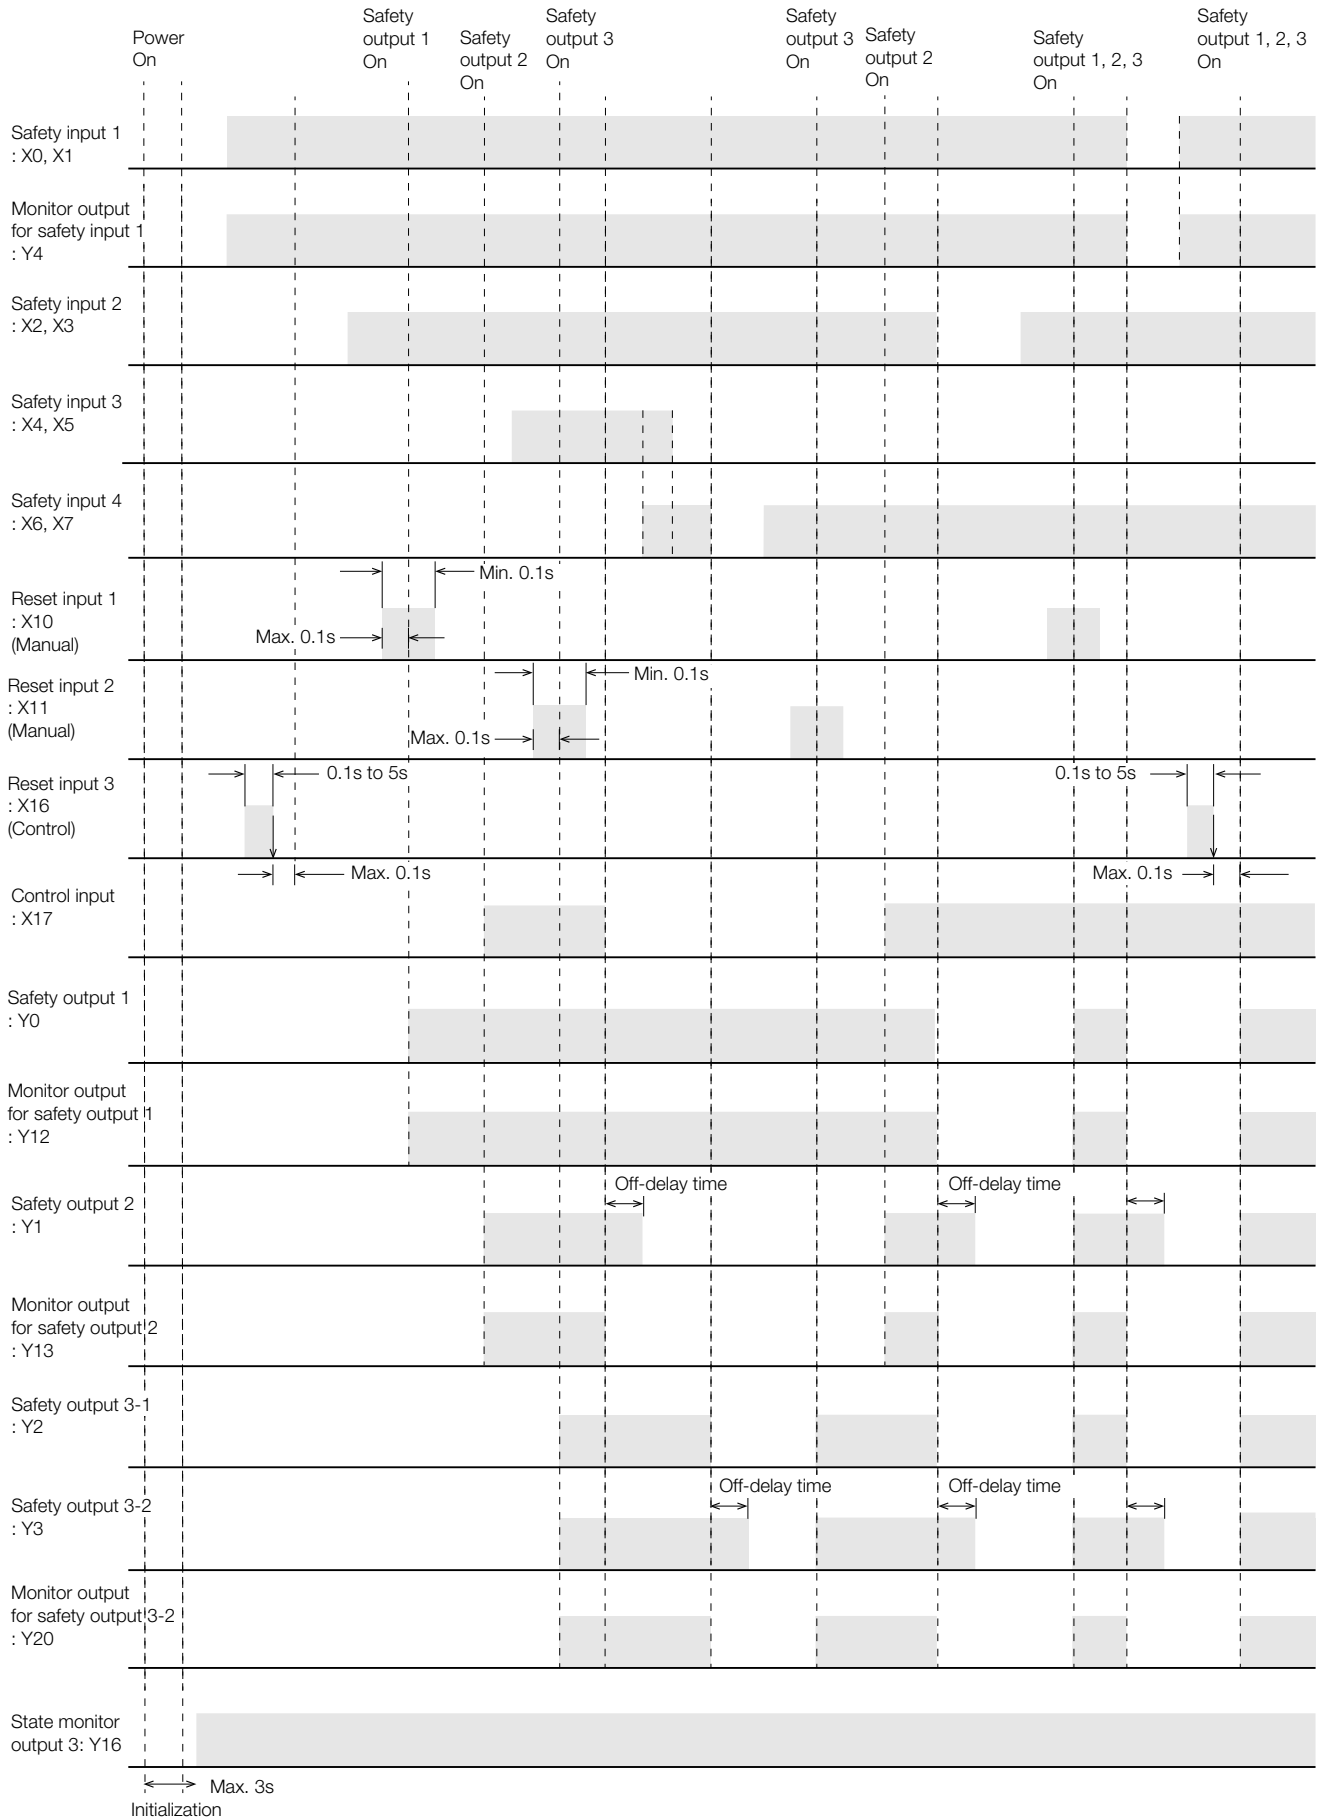 Power
On
Safety
output 1
On
Safety
output 2
On
Safety
output 3
On
Safety
output 3
On
Safety
output 2
On
Safety
output 1, 2, 3
On
Safety
output 1, 2, 3
On
Safety input 1
: X0, X1
Monitor output
for safety input 1
: Y4
Safety input 2
: X2, X3
Safety input 3
: X4, X5
Safety input 4
: X6, X7
Min. 0.1s
Reset input 1
: X10
(Manual)
Max. 0.1s
Min. 0.1s
Reset input 2
: X11
(Manual)
Max. 0.1s
0.1s to 5s
0.1s to 5s
Reset input 3
: X16
(Control)
Max. 0.1s
Max. 0.1s
Control input
: X17
Safety output 1
: Y0
Monitor output
for safety output 1
: Y12
Off-delay time
Off-delay time
Safety output 2
: Y1
Monitor output
for safety output 2
: Y13
Safety output 3-1
: Y2
Off-delay time
Off-delay time
Safety output 3-2
: Y3
Monitor output
for safety output 3-2
: Y20
State monitor
output 3: Y16
Max. 3s
Initialization